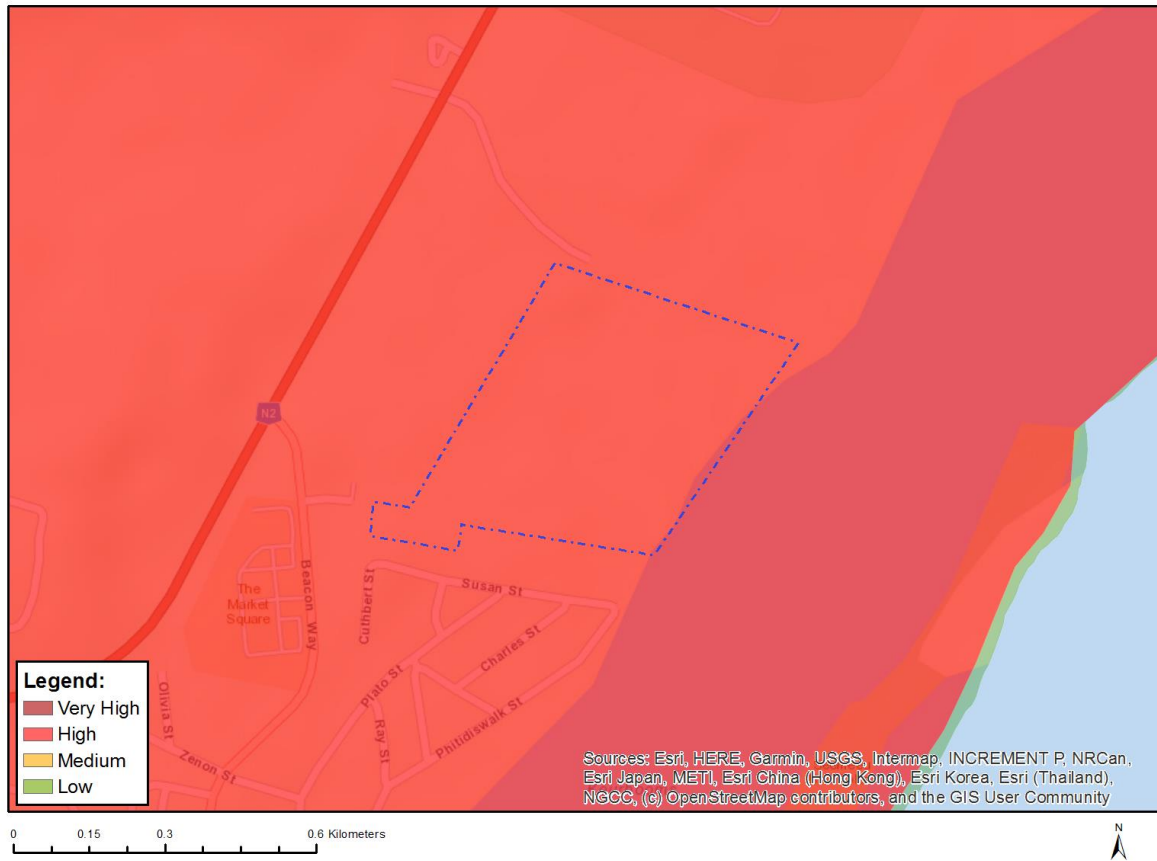 N2
The
Market
Square
Beacon Way
Cuthbert St
Susan St
Charles St
Plato St
Ray St
Phitidiswalk St
Olivia St
Zenon St
Legend:
Very High
High
Medium
Low
Sources: Esri, HERE, Garmin, USGS, Intermap, INCREMENT P, NRCan,
Esri Japan, METI, Esri China (Hong Kong), Esri Korea, Esri (Thailand),
NGCC, (c) OpenStreetMap contributors, and the GIS User Community
0 0.15 0.3 0.6 Kilometers
N